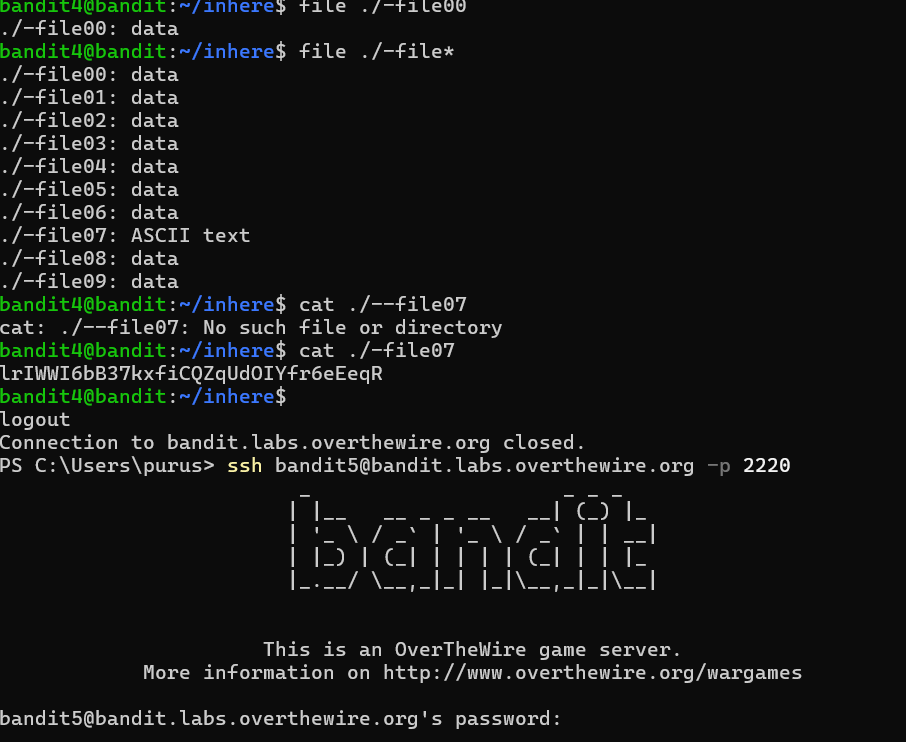 bandit4@bandit:~/inhere$ file ./-file00
./-file00: data
bandit4@bandit:~/inhere$ file ./-file*
./-file00: data
./-file01: data
./-file02: data
./-file03: data
./-file04: data
./-file05: data
./-file06: data
./-file07: ASCII text
./-file08: data
./-file09: data
bandit4@bandit:~/inhere$ cat ./--file07
cat: ./--file07: No such file or directory
bandit4@bandit:~/inhere$ cat ./-file07
lrIWWI6bB37kxfiCQZqUdOIYfr6eEeqR
bandit4@bandit:~/inhere$
logout
Connection to bandit.labs.overthewire.org closed.
PS C:\Users\purus> ssh bandit5@bandit.labs.overthewire.org -p 2220
bandit
This is an OverTheWire game server.
More information on http://www.overthewire.org/wargames
bandit5@bandit.labs.overthewire.org's password: